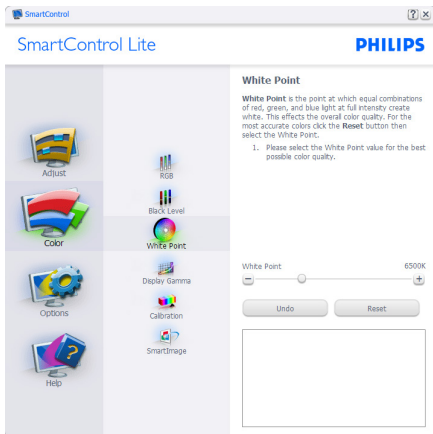 SmartControl
SmartControl Lite
PHILIPS
Adjust
Color
Options
Help
RGB
Black Level
White Point
Display Gamma
Calibration
SmartImage
White Point
White Point is the point at which equal combinations
of red, green, and blue light at full intensity create
white. This effects the overall color quality. For the
most accurate colors click the Reset button then
select the White Point.
1. Please select the White Point value for the best
possible color quality.
White Point 6500K
Undo Reset